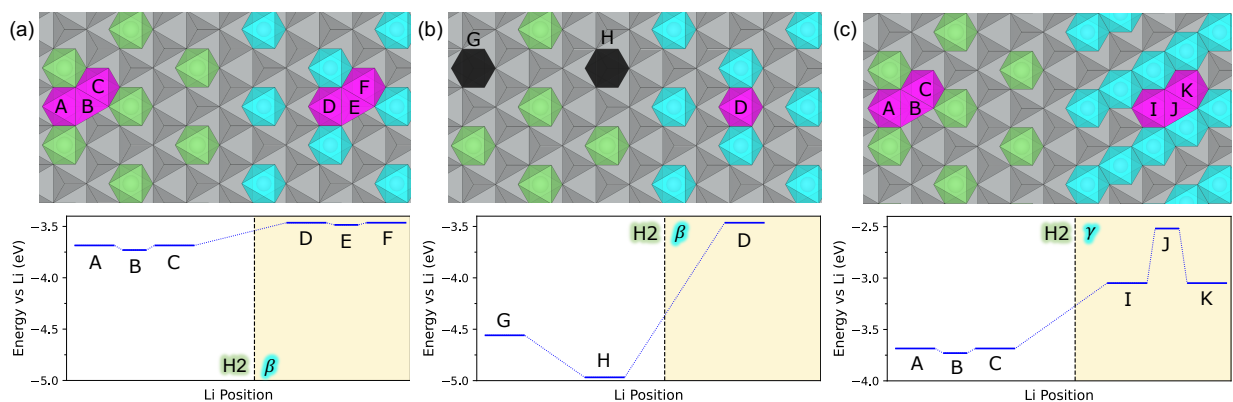 (a)
A
B
C
D
E
F
Energy vs Li (eV)
−3.5
−4.0
−4.5
−5.0
A
B
C
D
E
F
H2
β
Li Position
(b)
G
H
D
Energy vs Li (eV)
−3.5
−4.0
−4.5
−5.0
H2
β
G
H
D
Li Position
(c)
A
B
C
I
J
K
Energy vs Li (eV)
−2.5
−3.0
−3.5
−4.0
H2
γ
A
B
C
I
J
K
Li Position